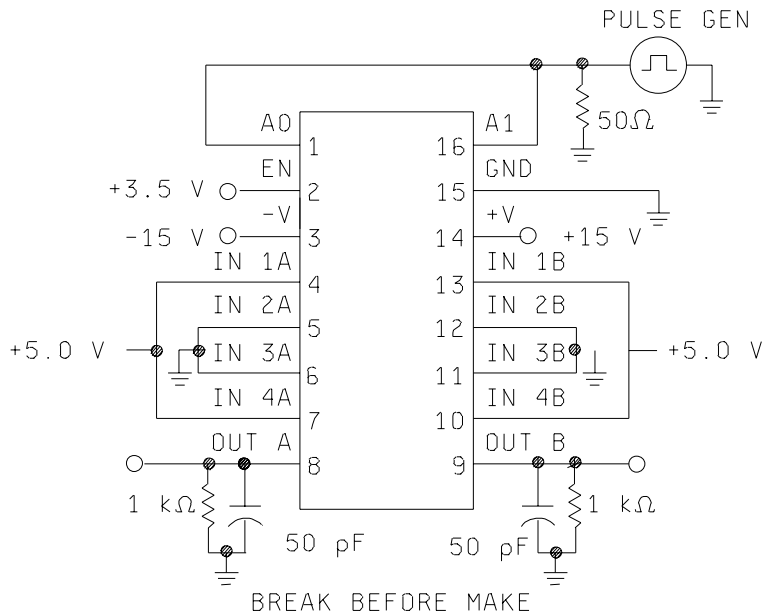 PULSE GEN
50Ω
A0
A1
1
16
EN
GND
+3.5 V
2
15
-V
+V
-15 V
3
14
+15 V
IN 1A
IN 1B
4
13
IN 2A
IN 2B
5
12
+5.0 V
IN 3A
IN 3B
+5.0 V
6
11
IN 4A
IN 4B
7
10
OUT A
OUT B
8
9
1 kΩ
1 kΩ
50 pF
50 pF
BREAK BEFORE MAKE